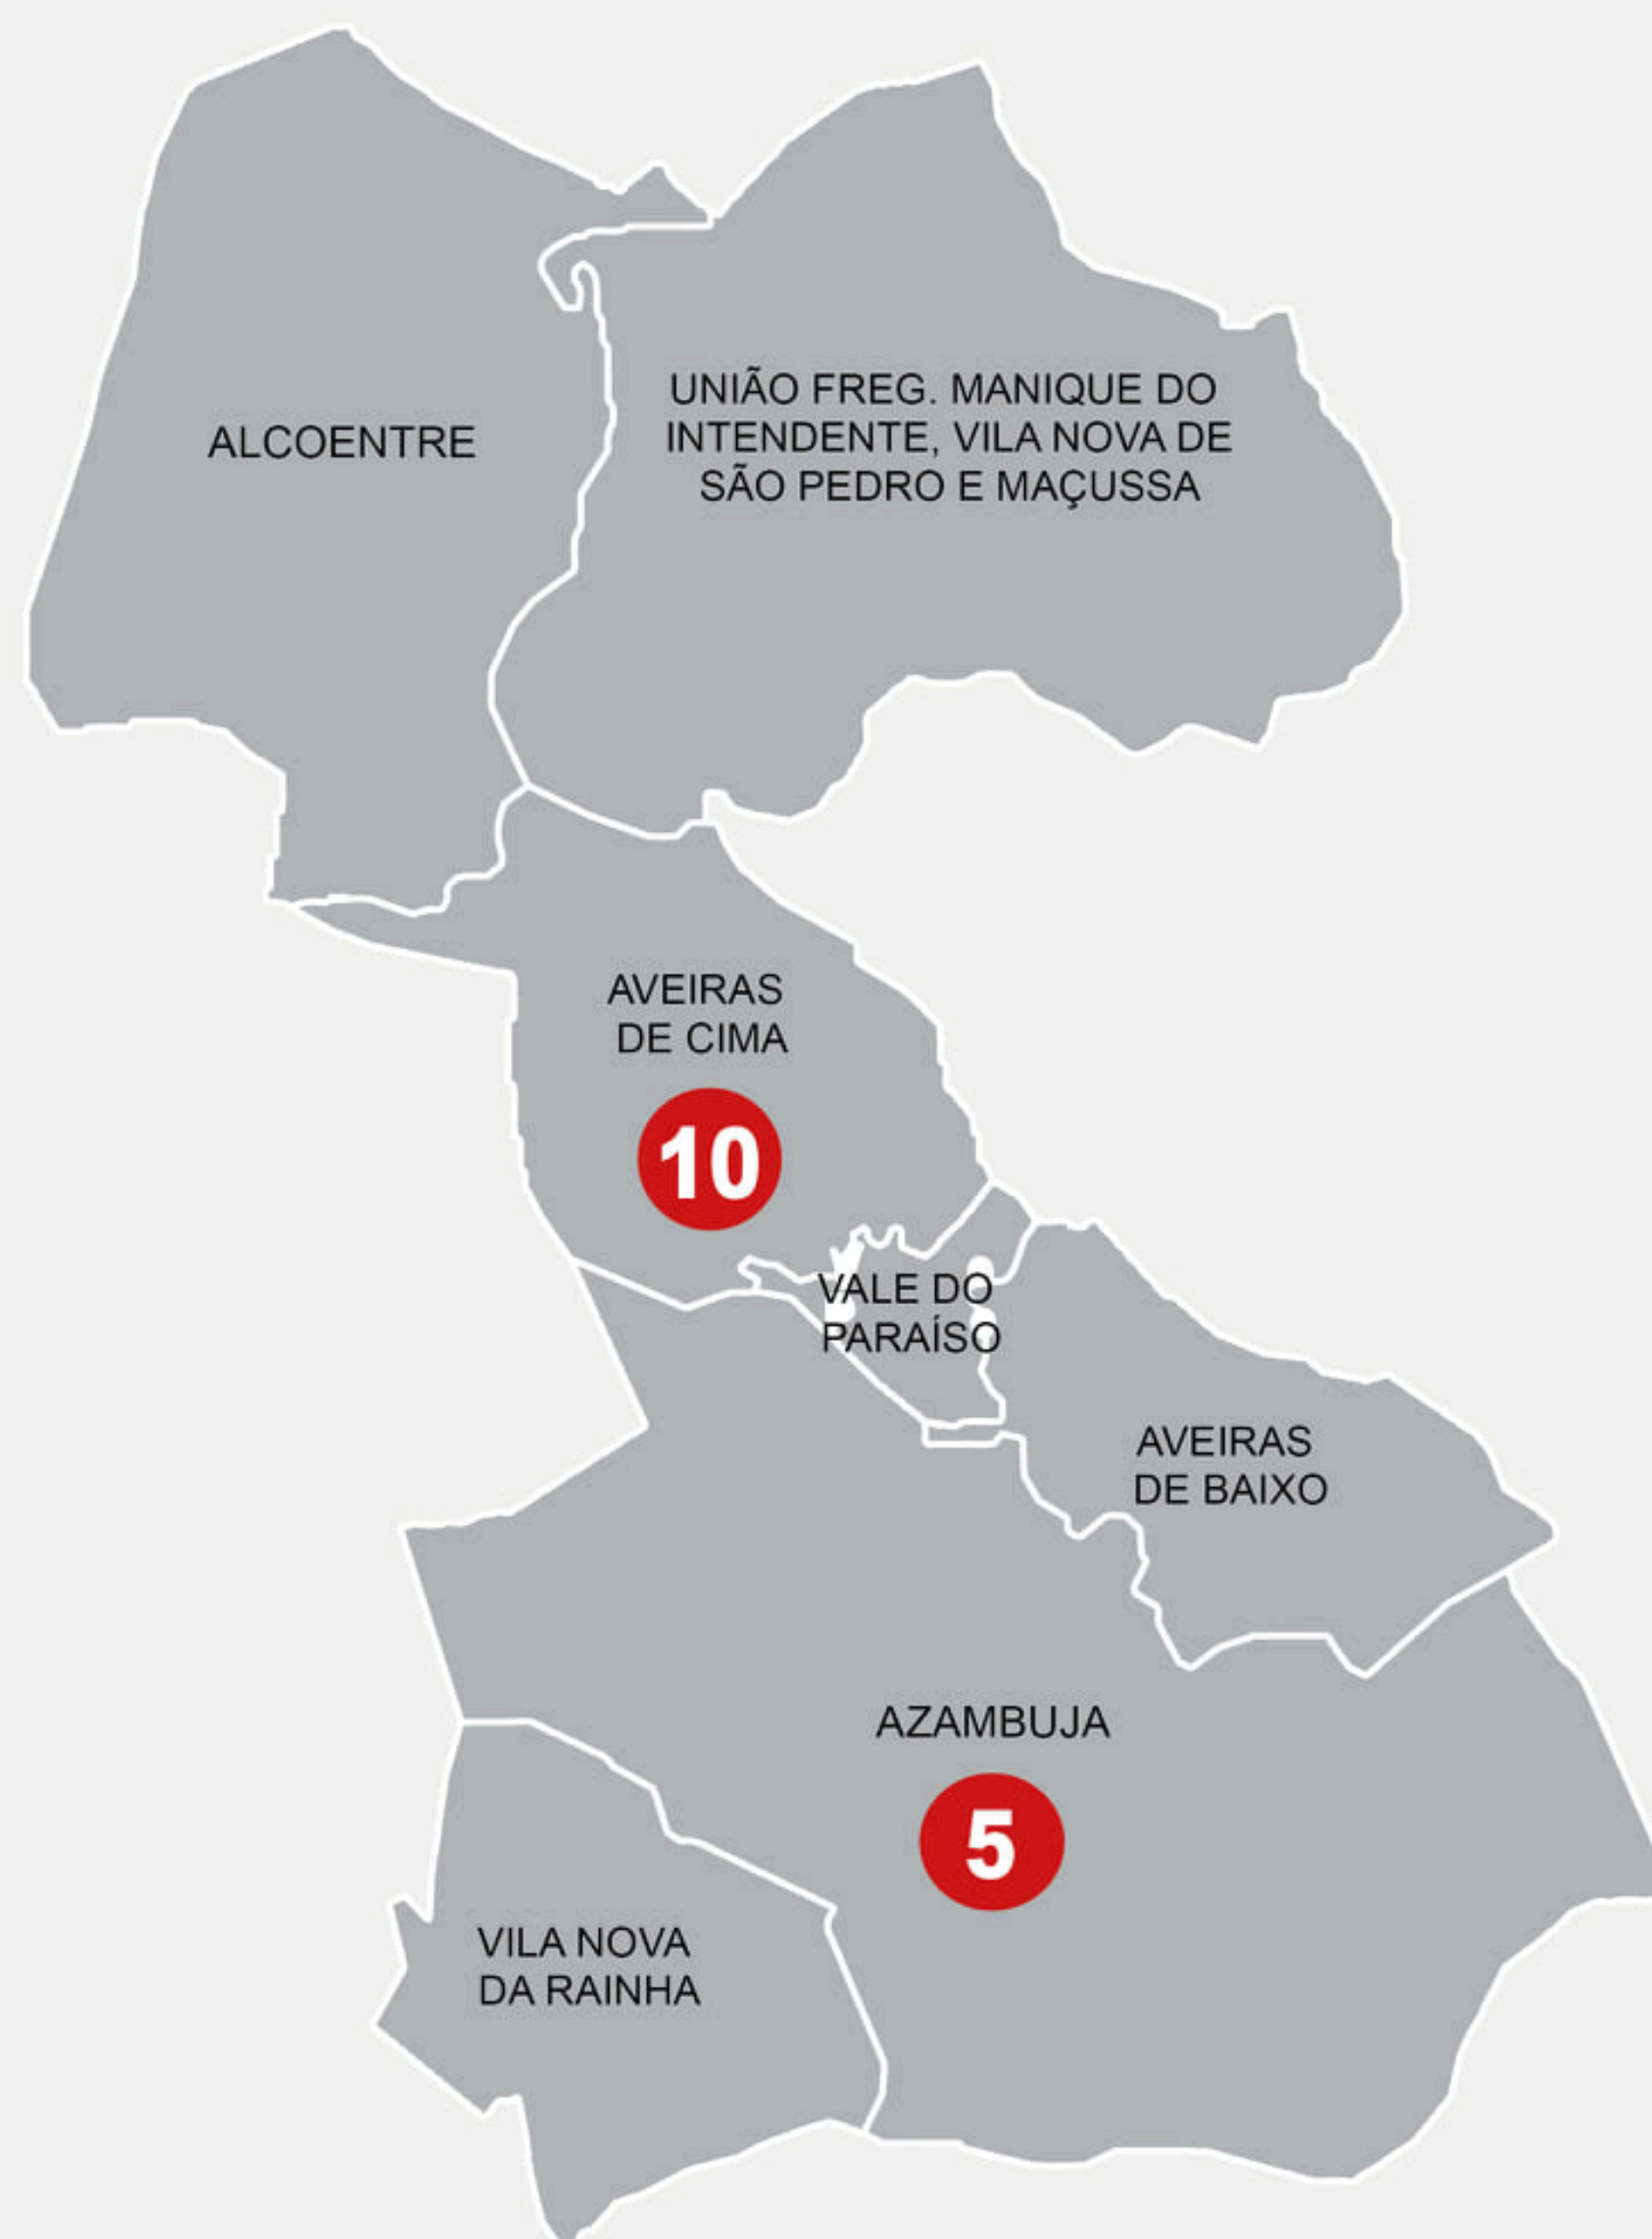 ALCOENTRE
UNIÃO FREG. MANIQUE DO
INTENDENTE, VILA NOVA DE
SÃO PEDRO E MAÇUSSA
AVEIRAS
DE CIMA
10
VALE DO
PARAÍSO
AVEIRAS
DE BAIXO
AZAMBUJA
5
VILA NOVA
DA RAINHA